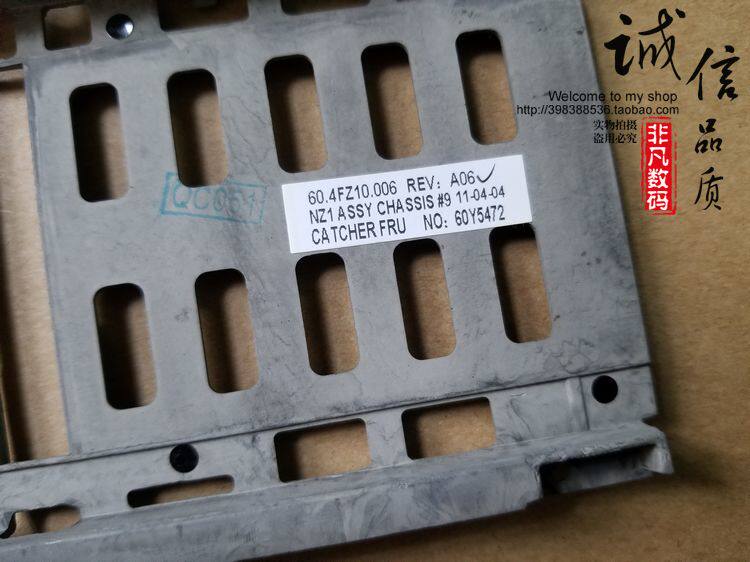 诚信品质
Welcome to my shop
http://398388536.taobao.com
实物拍摄
盗用必究
非凡数码
QC051
60.4FZ10.006 REV: A06
NZ1 ASSY CHASSIS #9 11-04-04
CATCHER FRU NO: 60Y5472